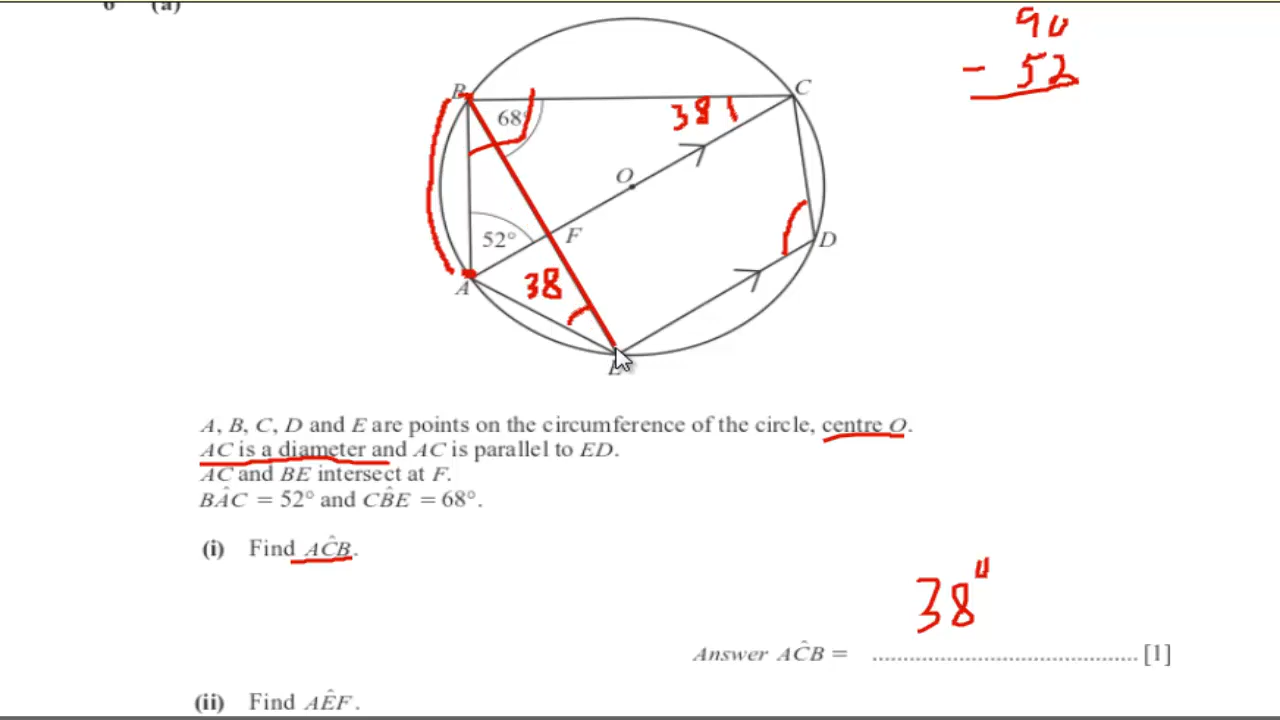 6 (a)
90
- 52
B
C
68°
38
O
52°
F
D
A
38
E
A, B, C, D and E are points on the circumference of the circle, centre O.
AC is a diameter and AC is parallel to ED.
AC and BE intersect at F.
BÂC = 52° and CB̂E = 68°.
(i) Find AĈB.
38°
Answer AĈB = ............................................ [1]
(ii) Find AÊF.